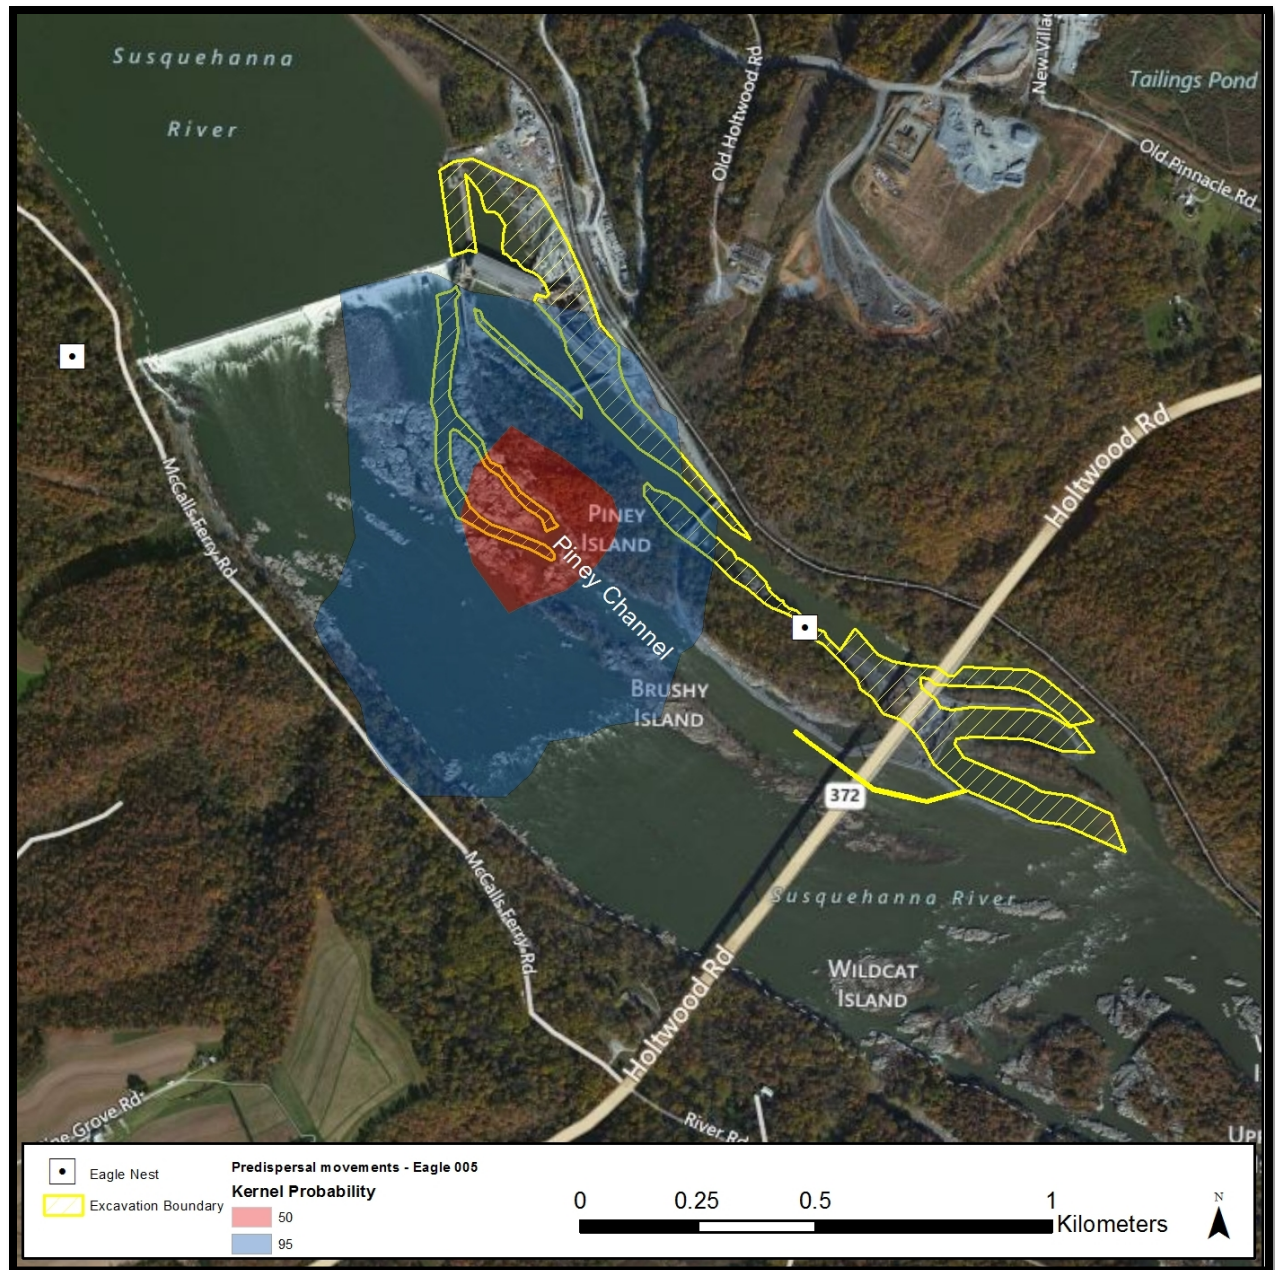 Susquehanna
River
Old Holtwood Rd
New Villa
Tailings Pond
Old Pinnacle Rd
Holtwood Rd
McCalls Ferry Rd
PINEY
ISLAND
Piney Channel
BRUSHY
ISLAND
372
Susquehanna River
McCalls Ferry Rd
WILDCAT
ISLAND
Holtwood Rd
ine Grove Rd
River Rd
UPP
Eagle Nest
Excavation Boundary
Predispersal movements - Eagle 005
Kernel Probability
50
95
0 0.25 0.5 1
Kilometers
N